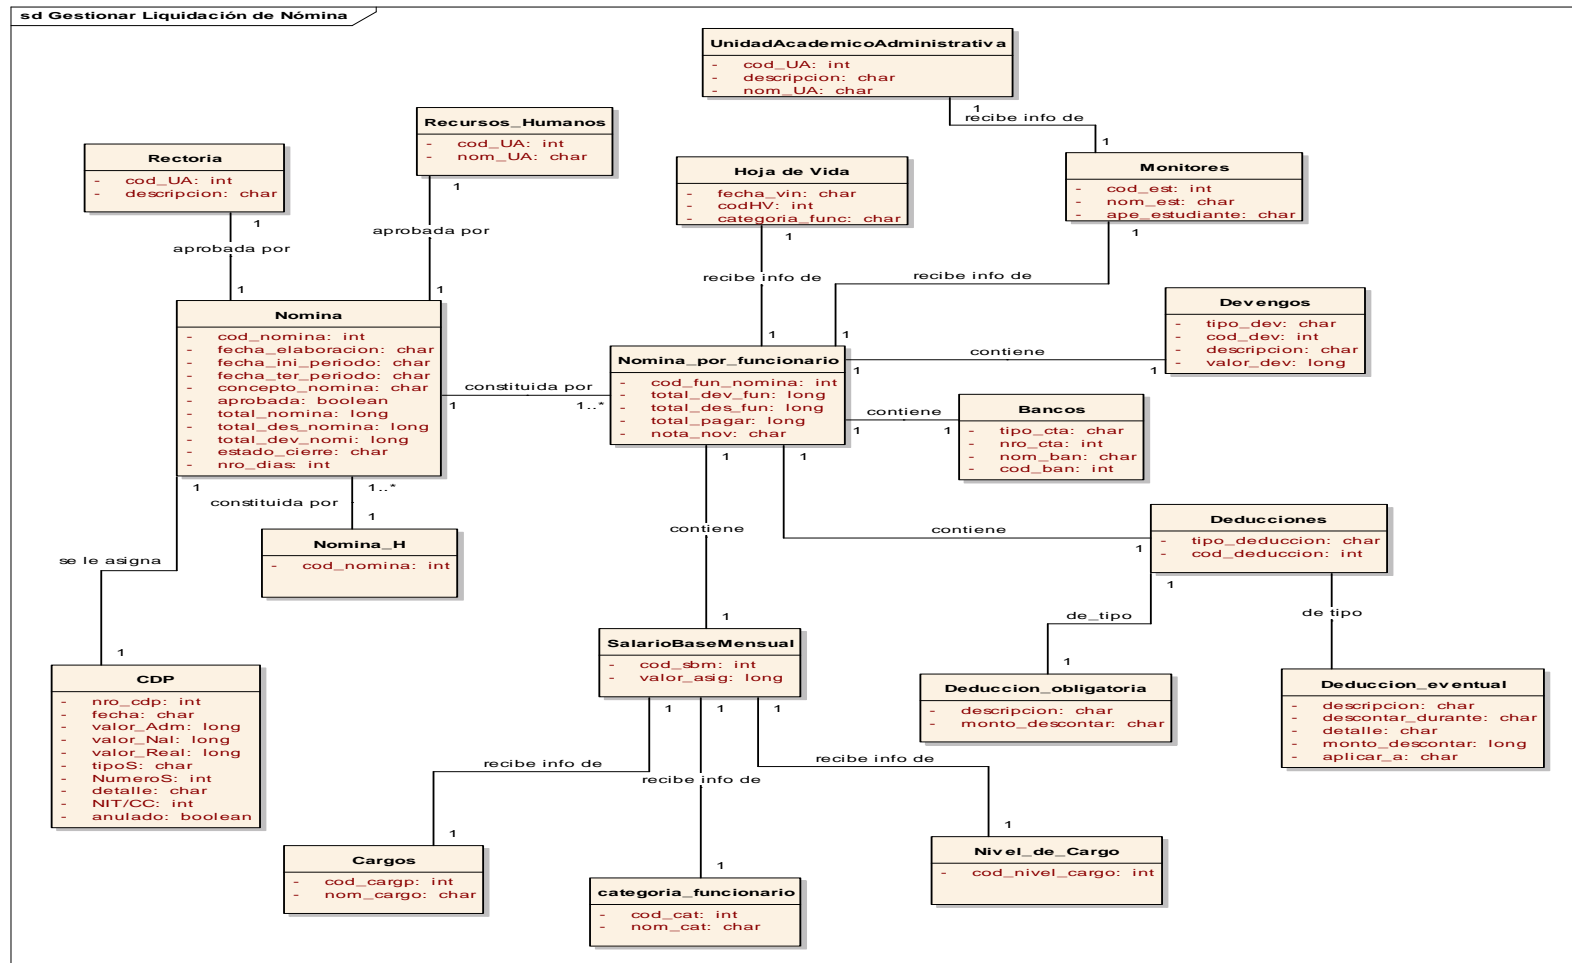 sd Gestionar Liquidación de Nómina
UnidadAcademicoAdministrativa
- cod_UA: int
- descripcion: char
- nom_UA: char
1
recibe info de
1
Recursos_Humanos
- cod_UA: int
- nom_UA: char
1
aprobada por
1
Rectoria
- cod_UA: int
- descripcion: char
1
aprobada por
1
Hoja de Vida
- fecha_vin: char
- codHV: int
- categoria_func: char
1
recibe info de
1
Monitores
- cod_est: int
- nom_est: char
- ape_estudiante: char
1
recibe info de
1
Nomina
- cod_nomina: int
- fecha_elaboracion: char
- fecha_ini_periodo: char
- fecha_ter_periodo: char
- concepto_nomina: char
- aprobada: boolean
- total_nomina: long
- total_des_nomina: long
- total_dev_nomi: long
- estado_cierre: char
- nro_dias: int
constituida por
1
1..*
Nomina_por_funcionario
- cod_fun_nomina: int
- total_dev_fun: long
- total_des_fun: long
- total_pagar: long
- nota_nov: char
contiene
1
1
Devengos
- tipo_dev: char
- cod_dev: int
- descripcion: char
- valor_dev: long
contiene
1
1
Bancos
- tipo_cta: char
- nro_cta: int
- nom_ban: char
- cod_ban: int
1
1..*
constituida por
1
Nomina_H
- cod_nomina: int
se le asigna
1
CDP
- nro_cdp: int
- fecha: char
- valor_Adm: long
- valor_Nal: long
- valor_Real: long
- tipoS: char
- NumeroS: int
- detalle: char
- NIT/CC: int
- anulado: boolean
1
contiene
1
1
contiene
1
Deducciones
- tipo_deduccion: char
- cod_deduccion: int
1
de_tipo
1
de tipo
Deduccion_obligatoria
- descripcion: char
- monto_descontar: char
Deduccion_eventual
- descripcion: char
- descontar_durante: char
- detalle: char
- monto_descontar: long
- aplicar_a: char
SalarioBaseMensual
- cod_sbm: int
- valor_asig: long
1
1
1
recibe info de
recibe info de
recibe info de
1
1
1
Cargos
- cod_cargp: int
- nom_cargo: char
categoria_funcionario
- cod_cat: int
- nom_cat: char
Nivel_de_Cargo
- cod_nivel_cargo: int